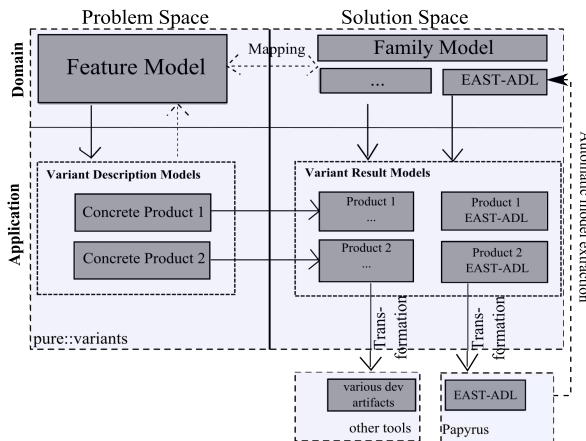 Problem Space
Solution Space
Domain
Feature Model
Mapping
Family Model
...
EAST-ADL
Automatic model extraction
Application
Variant Description Models
Concrete Product 1
Concrete Product 2
Variant Result Models
Product 1
...
Product 1
EAST-ADL
Product 2
...
Product 2
EAST-ADL
pure::variants
Trans-
formation
Trans-
formation
various dev
artifacts
other tools
EAST-ADL
Papyrus